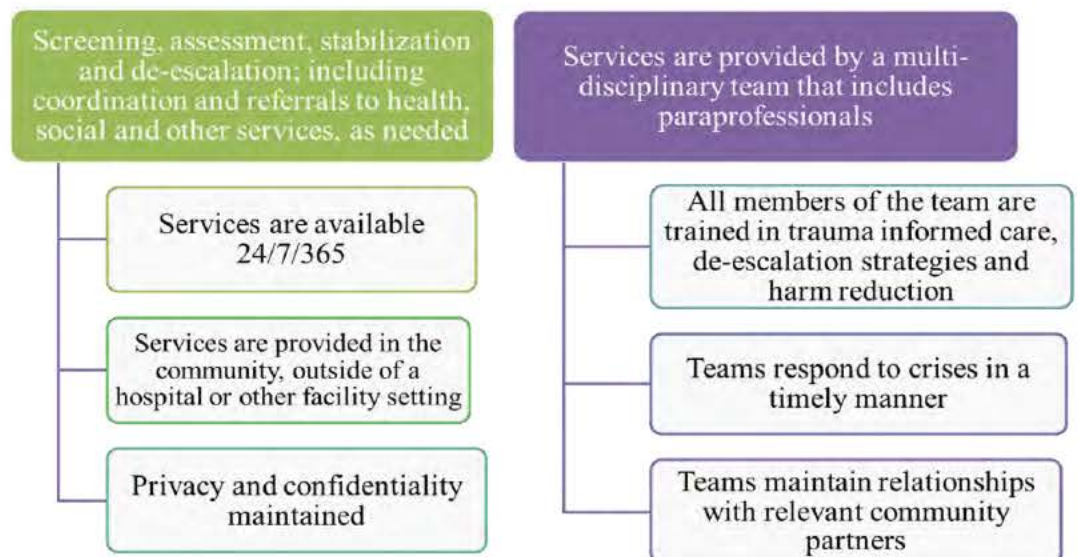 Screening, assessment, stabilization
and de-escalation; including
coordination and referrals to health,
social and other services, as needed
Services are available
24/7/365
Services are provided in the
community, outside of a
hospital or other facility setting
Privacy and confidentiality
maintained
Services are provided by a multi-
disciplinary team that includes
paraprofessionals
All members of the team are
trained in trauma informed care,
de-escalation strategies and
harm reduction
Teams respond to crises in a
timely manner
Teams maintain relationships
with relevant community
partners